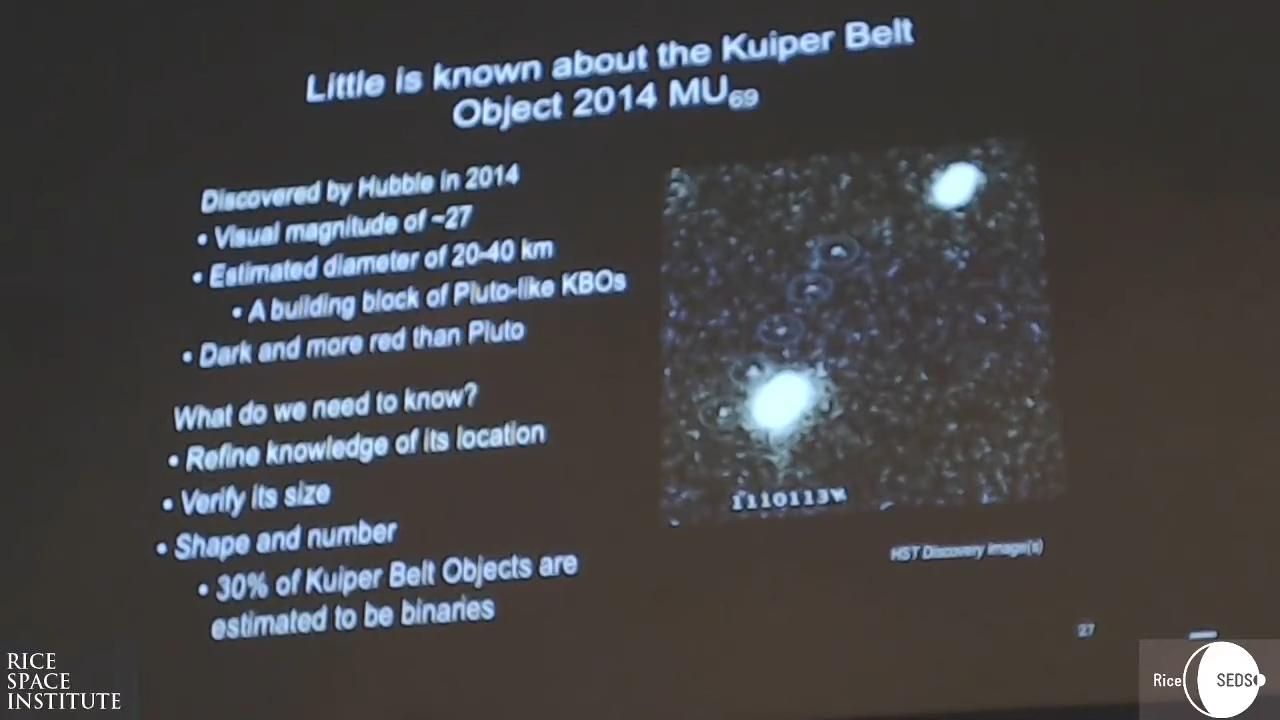 Little is known about the Kuiper Belt
Object 2014 MU69
Discovered by Hubble in 2014
• Visual magnitude of ~27
• Estimated diameter of 20-40 km
• A building block of Pluto-like KBOs
• Dark and more red than Pluto
What do we need to know?
• Refine knowledge of its location
• Verify its size
• Shape and number
• 30% of Kuiper Belt Objects are
estimated to be binaries
1110113Y
HST Discovery image(s)
27
RICE
SPACE
INSTITUTE
Rice SEDS